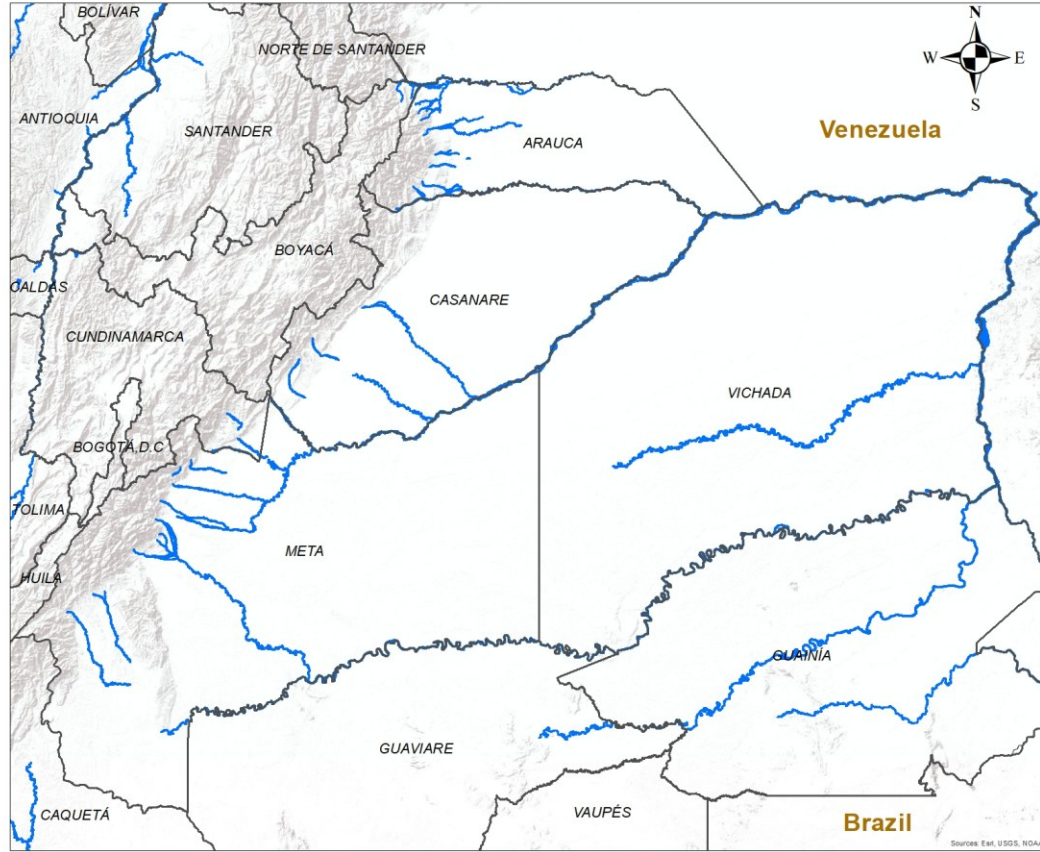 BOLÍVAR
NORTE DE SANTANDER
N
W E
S
ANTIOQUIA
SANTANDER
ARAUCA
Venezuela
BOYACÁ
CALDAS
CASANARE
CUNDINAMARCA
VICHADA
BOGOTÁ,D.C
TOLIMA
META
HUILA
GUAINÍA
GUAVIARE
CAQUETÁ
VAUPÉS
Brazil
Sources: Esri, USGS, NOAA